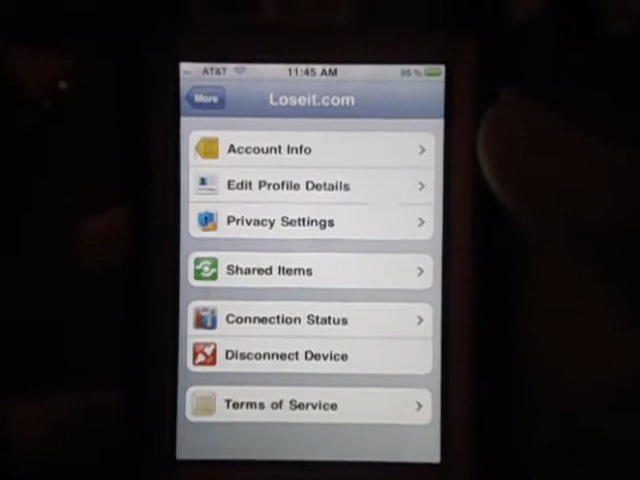 AT&T 11:45 AM 95%
More Loseit.com
Account Info
Edit Profile Details
Privacy Settings
Shared Items
Connection Status
Disconnect Device
Terms of Service